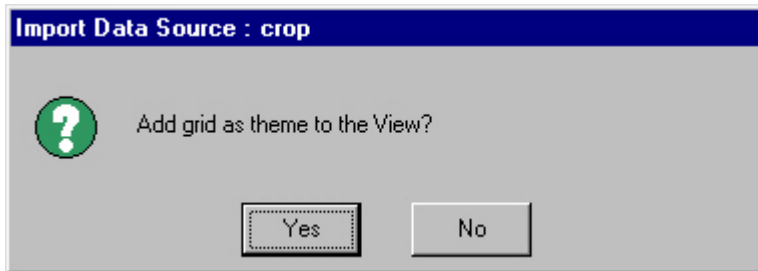 Import Data Source : crop
Add grid as theme to the View?
Yes No